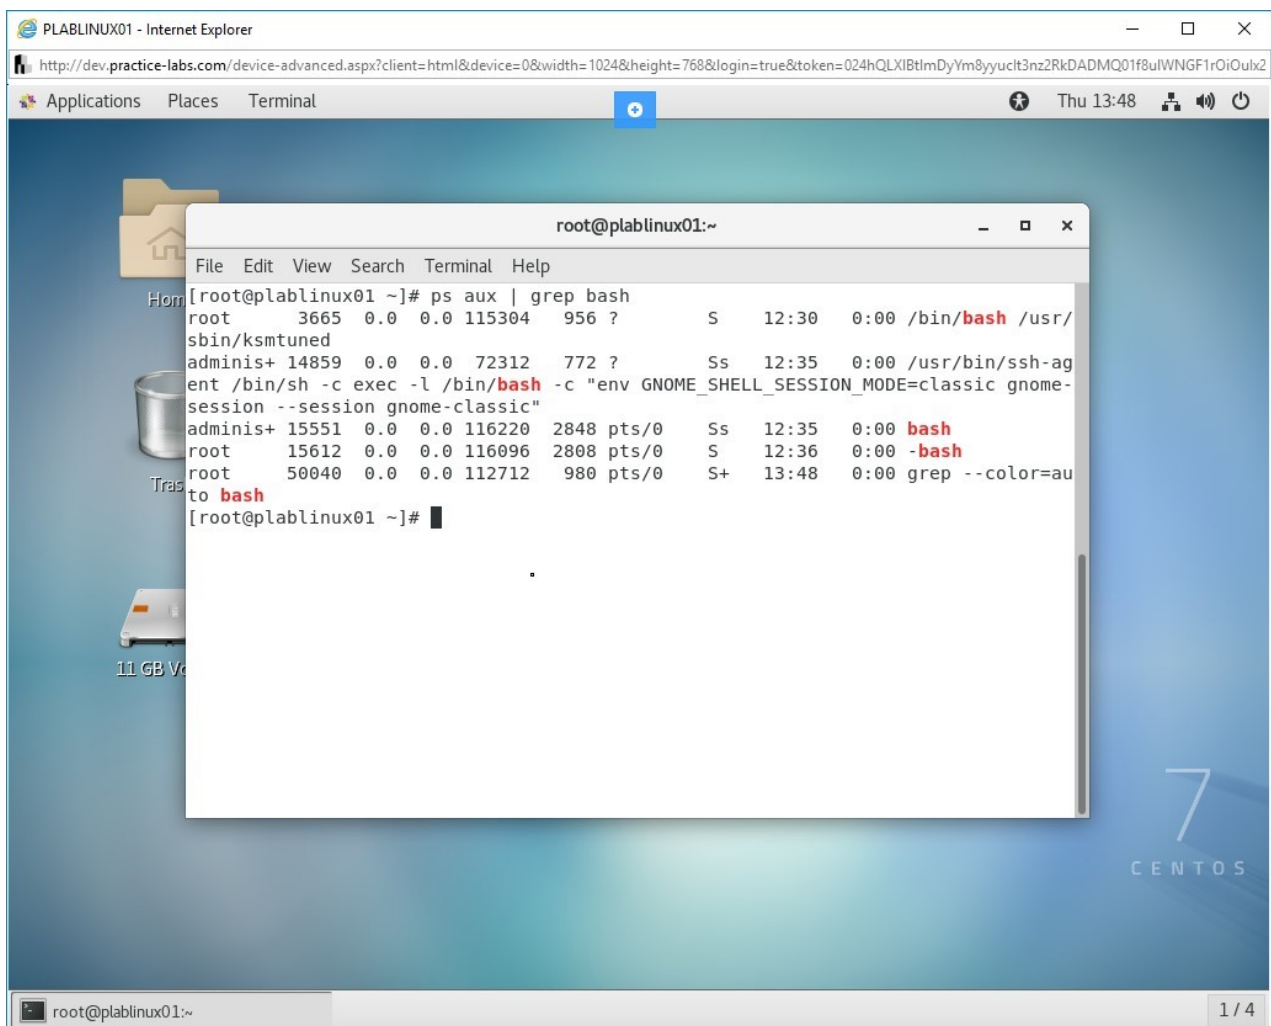 PLABLINUX01 - Internet Explorer
http://dev.practice-labs.com/device-advanced.aspx?client=html&device=0&width=1024&height=768&login=true&token=
Applications Places Terminal Thu 13:48
root@plablinux01:~
File Edit View Search Terminal Help
[root@plablinux01 ~]# ps aux | grep bash
root 3665 0.0 0.0 115304 956 ? S 12:30 0:00 /bin/bash /usr/
sbin/ksmtuned
adminis+ 14859 0.0 0.0 72312 772 ? Ss 12:35 0:00 /usr/bin/ssh-ag
ent /bin/sh -c exec -l /bin/bash -c "env GNOME_SHELL_SESSION_MODE=classic gnome-
session --session gnome-classic"
adminis+ 15551 0.0 0.0 116220 2848 pts/0 Ss 12:35 0:00 bash
root 15612 0.0 0.0 116096 2808 pts/0 S 12:36 0:00 -bash
root 50040 0.0 0.0 112712 980 pts/0 S+ 13:48 0:00 grep --color=au
to bash
[root@plablinux01 ~]#
Hom
Tras
11 GB Vo
7
CENTOS
root@plablinux01:~
1 / 4